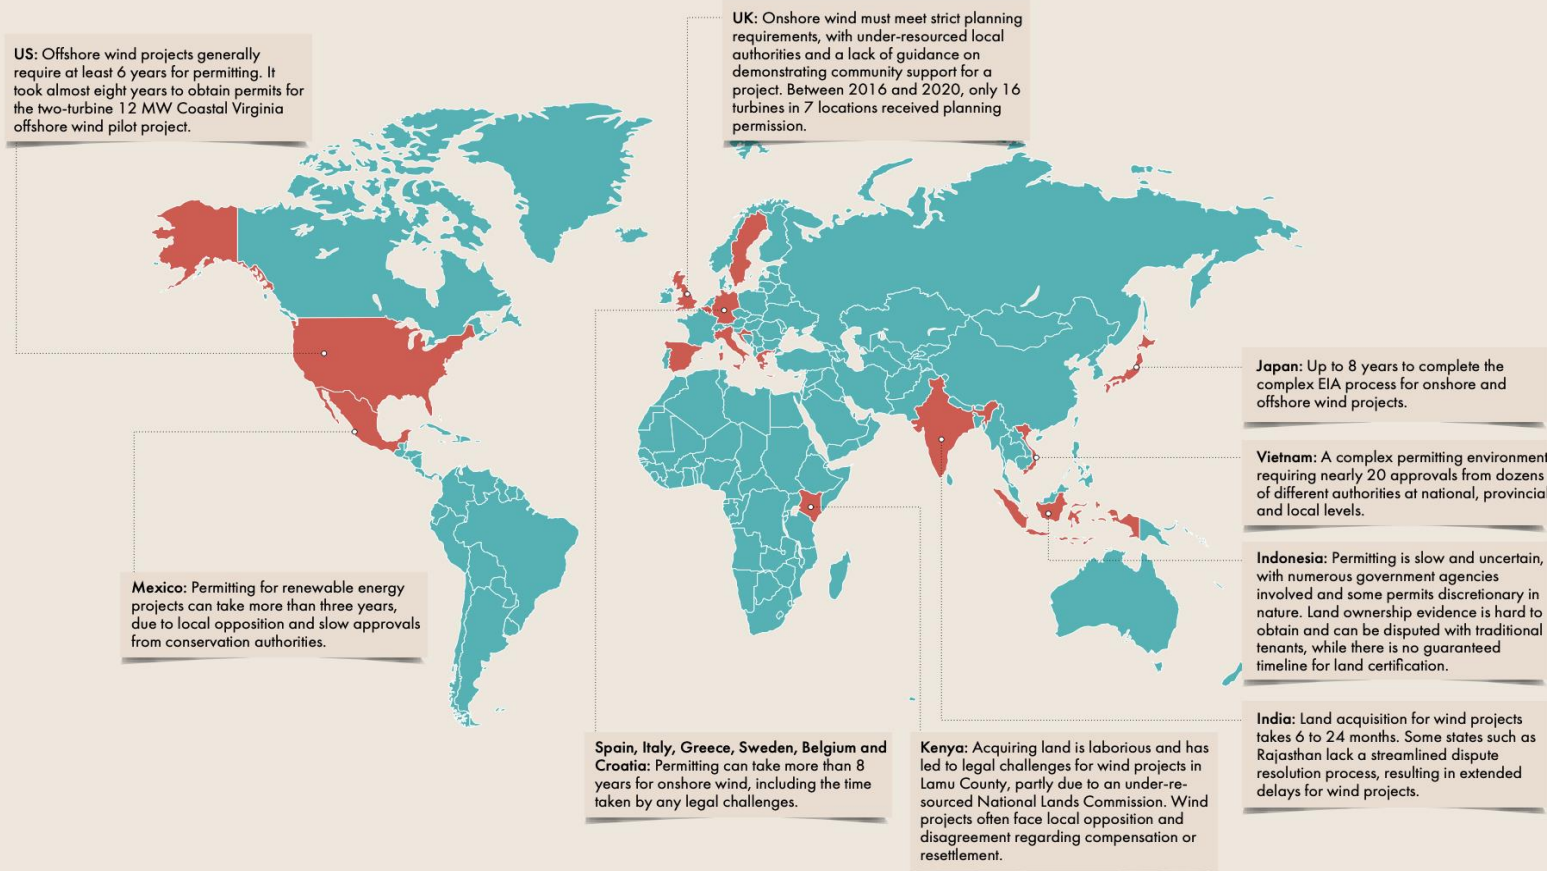 US: Offshore wind projects generally
require at least 6 years for permitting. It
took almost eight years to obtain permits for
the two-turbine 12 MW Coastal Virginia
offshore wind pilot project.
UK: Onshore wind must meet strict planning
requirements, with under-resourced local
authorities and a lack of guidance on
demonstrating community support for a
project. Between 2016 and 2020, only 16
turbines in 7 locations received planning
permission.
Japan: Up to 8 years to complete the
complex EIA process for onshore and
offshore wind projects.
Vietnam: A complex permitting environment
requiring nearly 20 approvals from dozens
of different authorities at national, provincial
and local levels.
Indonesia: Permitting is slow and uncertain,
with numerous government agencies
involved and some permits discretionary in
nature. Land ownership evidence is hard to
obtain and can be disputed with traditional
tenants, while there is no guaranteed
timeline for land certification.
Mexico: Permitting for renewable energy
projects can take more than three years,
due to local opposition and slow approvals
from conservation authorities.
Spain, Italy, Greece, Sweden, Belgium and
Croatia: Permitting can take more than 8
years for onshore wind, including the time
taken by any legal challenges.
Kenya: Acquiring land is laborious and has
led to legal challenges for wind projects in
Lamu County, partly due to an under-re-
sourced National Lands Commission. Wind
projects often face local opposition and
disagreement regarding compensation or
resettlement.
India: Land acquisition for wind projects
takes 6 to 24 months. Some states such as
Rajasthan lack a streamlined dispute
resolution process, resulting in extended
delays for wind projects.